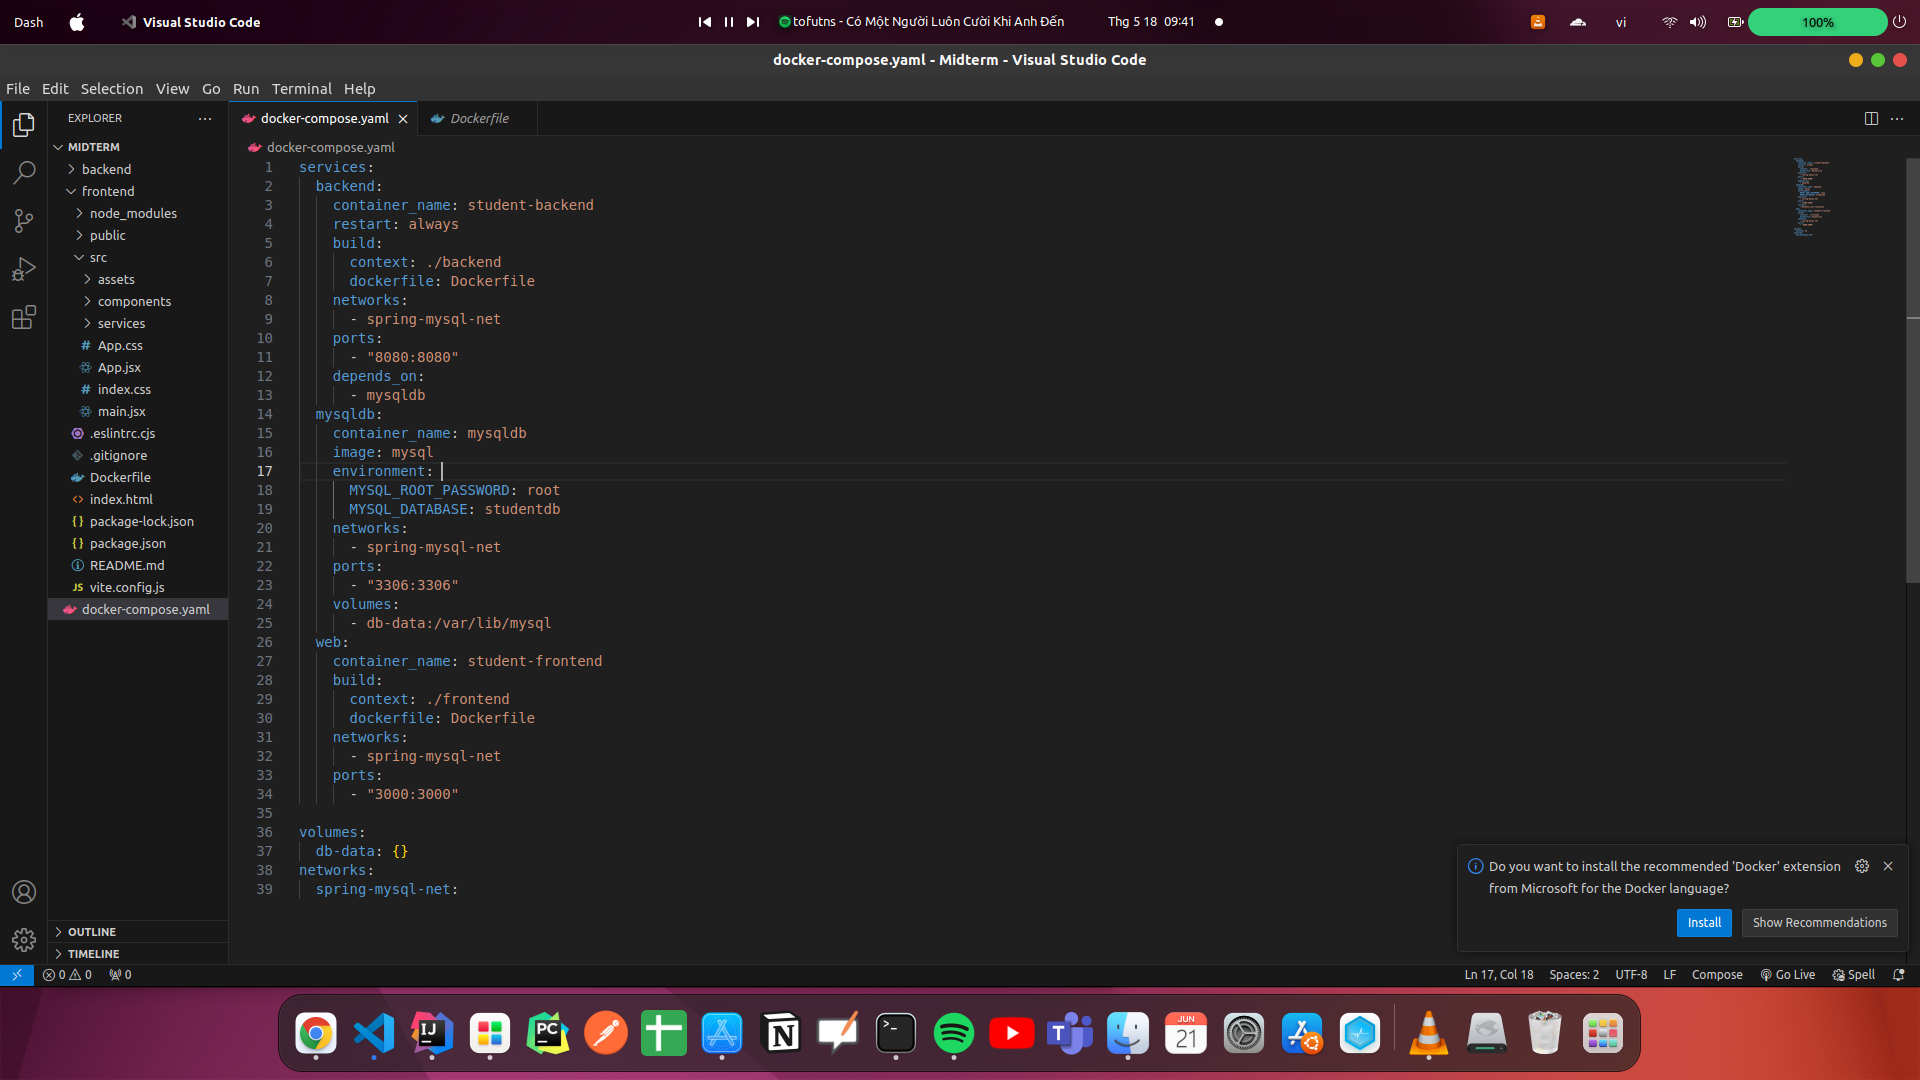 Dash
Visual Studio Code
tofutns - Có Một Người Luôn Cười Khi Anh Đến
Thg 5 18 09:41
vi
100%
docker-compose.yaml - Midterm - Visual Studio Code
File Edit Selection View Go Run Terminal Help
EXPLORER
docker-compose.yaml
Dockerfile
MIDTERM
backend
frontend
node_modules
public
src
assets
components
services
# App.css
App.jsx
# index.css
main.jsx
.eslintrc.cjs
.gitignore
Dockerfile
<> index.html
{} package-lock.json
{} package.json
README.md
JS vite.config.js
docker-compose.yaml
OUTLINE
TIMELINE
docker-compose.yaml
1 services:
2 backend:
3 container_name: student-backend
4 restart: always
5 build:
6 context: ./backend
7 dockerfile: Dockerfile
8 networks:
9 - spring-mysql-net
10 ports:
11 - "8080:8080"
12 depends_on:
13 - mysqldb
14 mysqldb:
15 container_name: mysqldb
16 image: mysql
17 environment:
18 MYSQL_ROOT_PASSWORD: root
19 MYSQL_DATABASE: studentdb
20 networks:
21 - spring-mysql-net
22 ports:
23 - "3306:3306"
24 volumes:
25 - db-data:/var/lib/mysql
26 web:
27 container_name: student-frontend
28 build:
29 context: ./frontend
30 dockerfile: Dockerfile
31 networks:
32 - spring-mysql-net
33 ports:
34 - "3000:3000"
35
36 volumes:
37 db-data: {}
38 networks:
39 spring-mysql-net:
Do you want to install the recommended 'Docker' extension
from Microsoft for the Docker language?
Install
Show Recommendations
0 0 0
Ln 17, Col 18 Spaces: 2 UTF-8 LF Compose Go Live Spell
IJ
PC
N
T
JUN
21